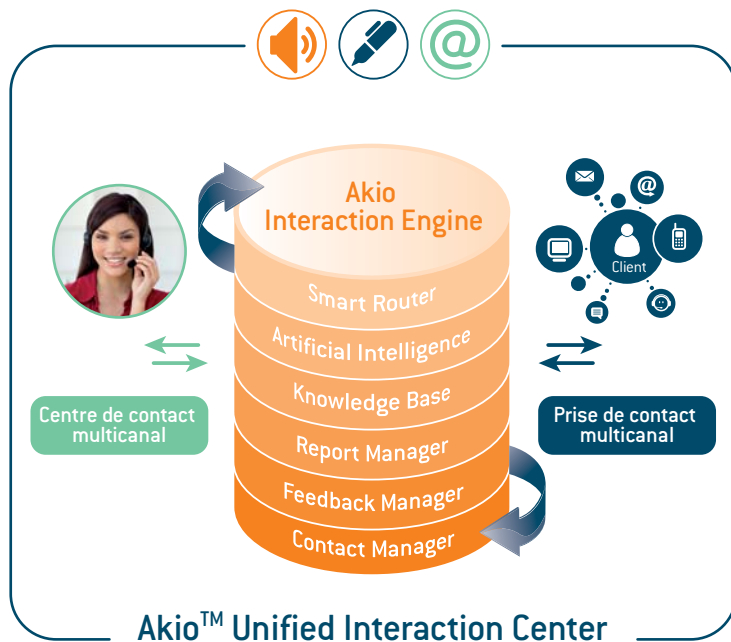 Akio
Interaction Engine
Smart Router
Artificial Intelligence
Knowledge Base
Report Manager
Feedback Manager
Contact Manager
Centre de contact
multicanal
Client
Prise de contact
multicanal
Akio™ Unified Interaction Center